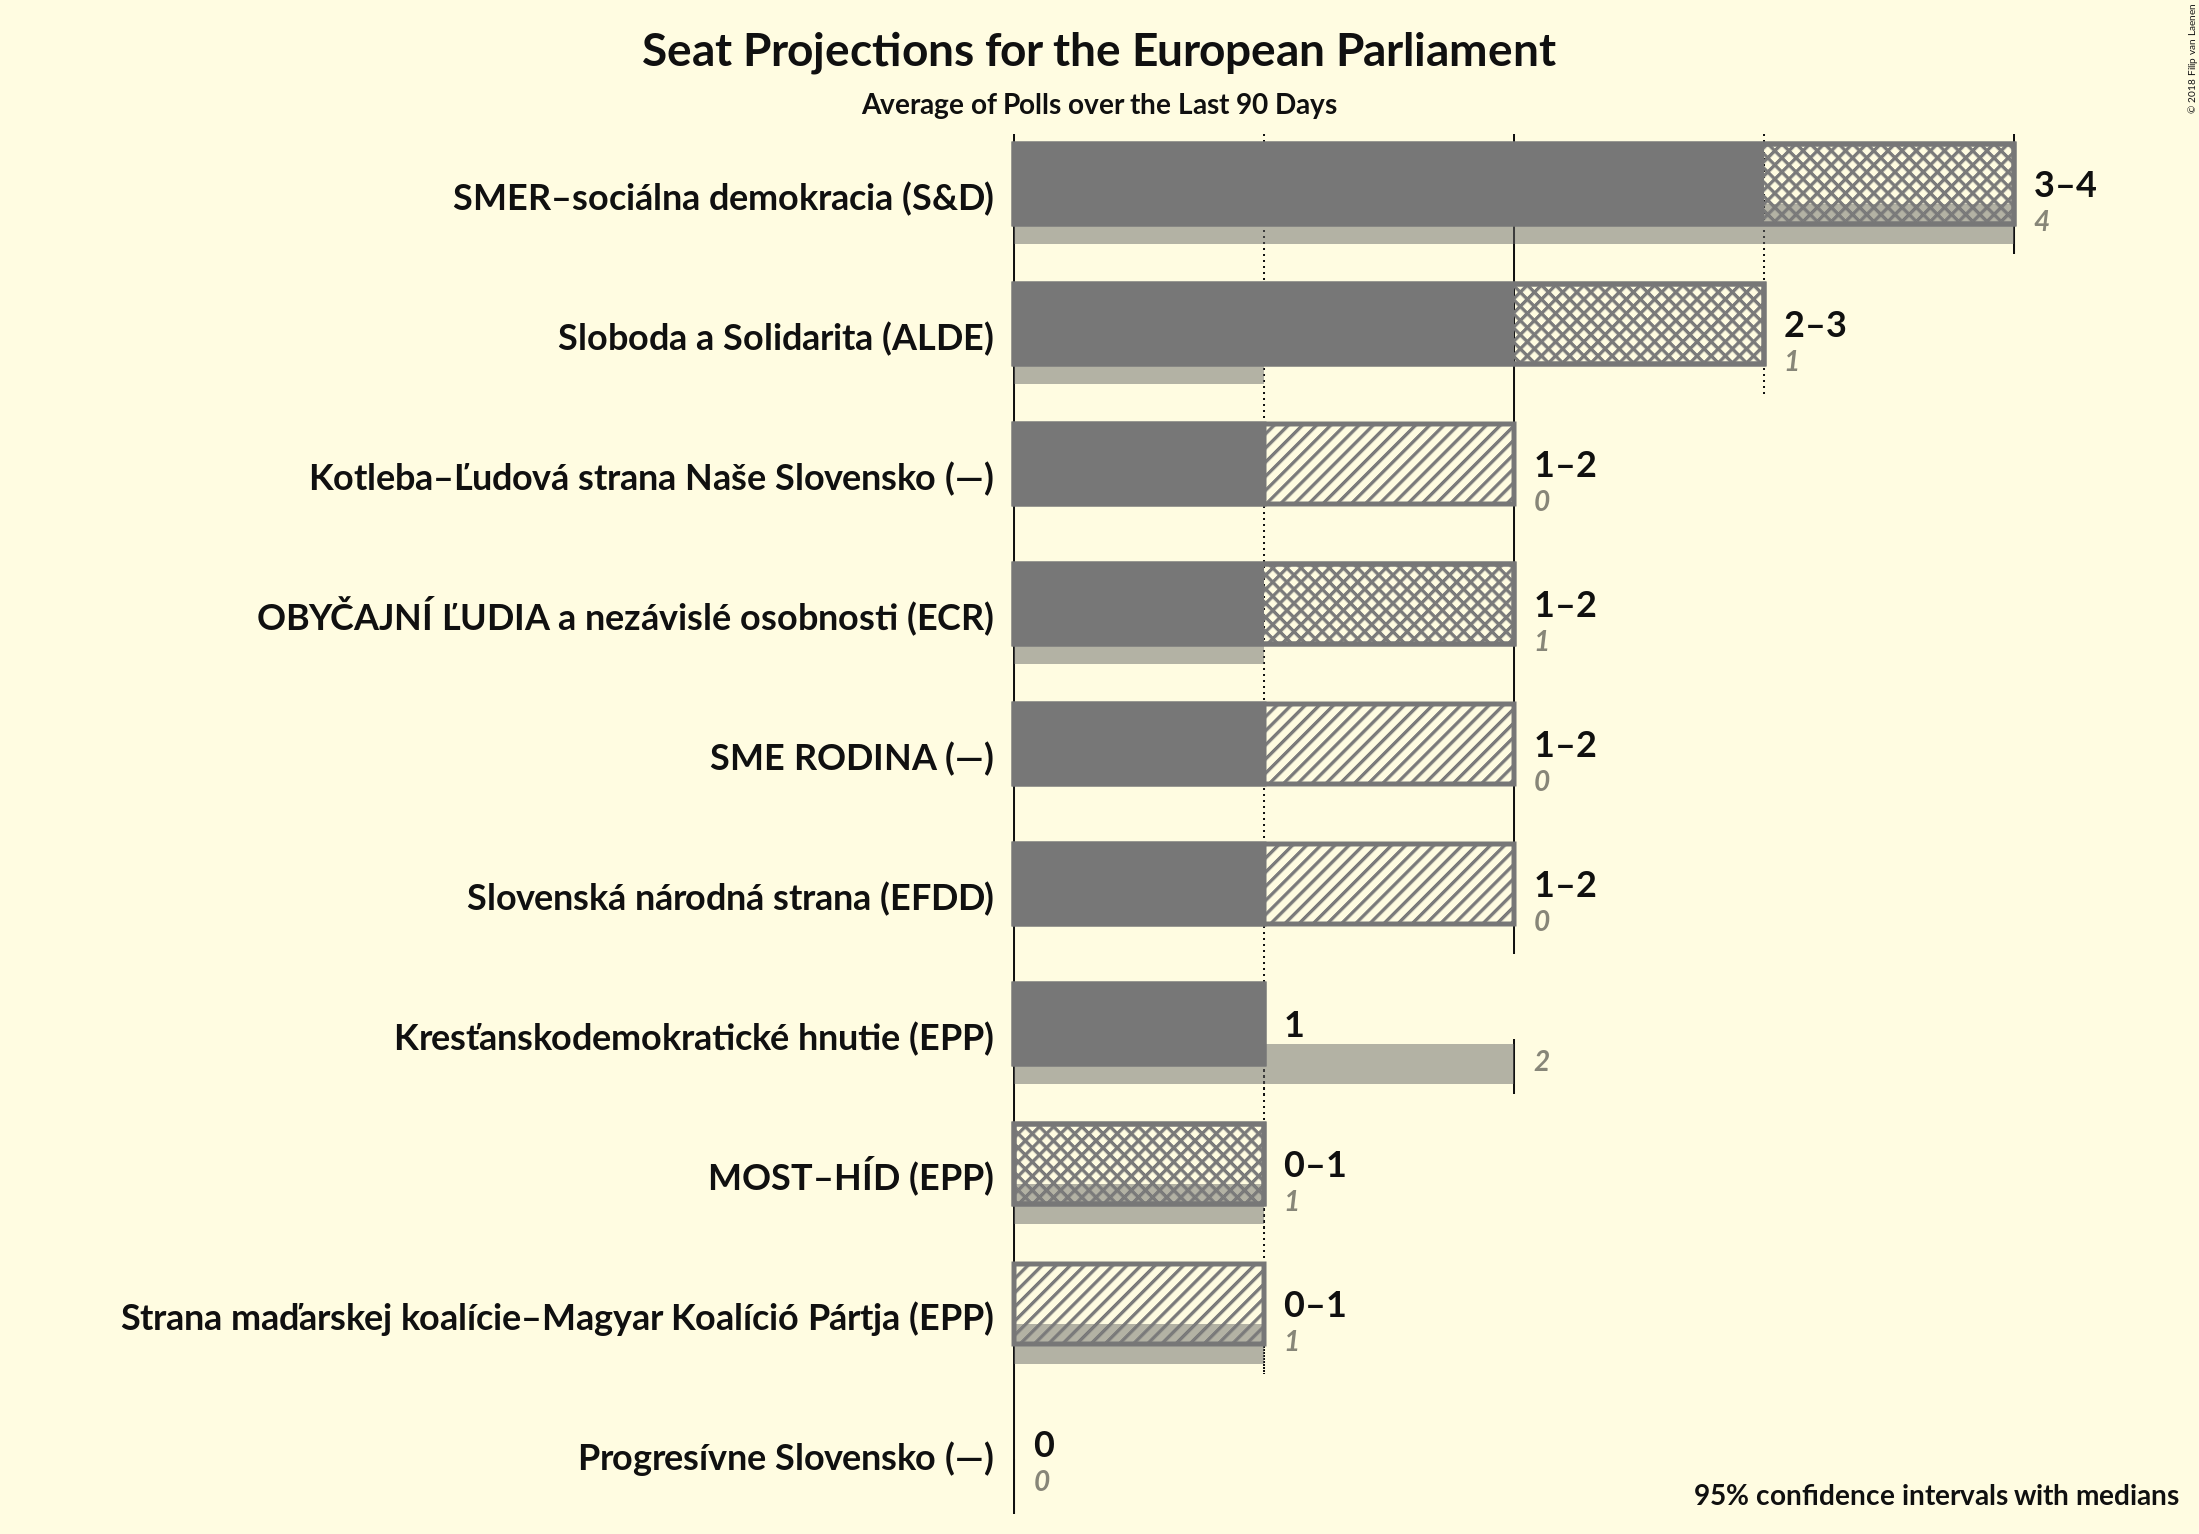 Seat Projections for the European Parliament
Average of Polls over the Last 90 Days
© 2018 Filip van Laenen
SMER–sociálna demokracia (S&D)
3–4
4
Sloboda a Solidarita (ALDE)
2–3
1
Kotleba–Ľudová strana Naše Slovensko (—)
1–2
0
OBYČAJNÍ ĽUDIA a nezávislé osobnosti (ECR)
1–2
1
SME RODINA (—)
1–2
0
Slovenská národná strana (EFDD)
1–2
0
Kresťanskodemokratické hnutie (EPP)
1
2
MOST–HÍD (EPP)
0–1
1
Strana maďarskej koalície–Magyar Koalíció Pártja (EPP)
0–1
1
Progresívne Slovensko (—)
0
0
95% confidence intervals with medians